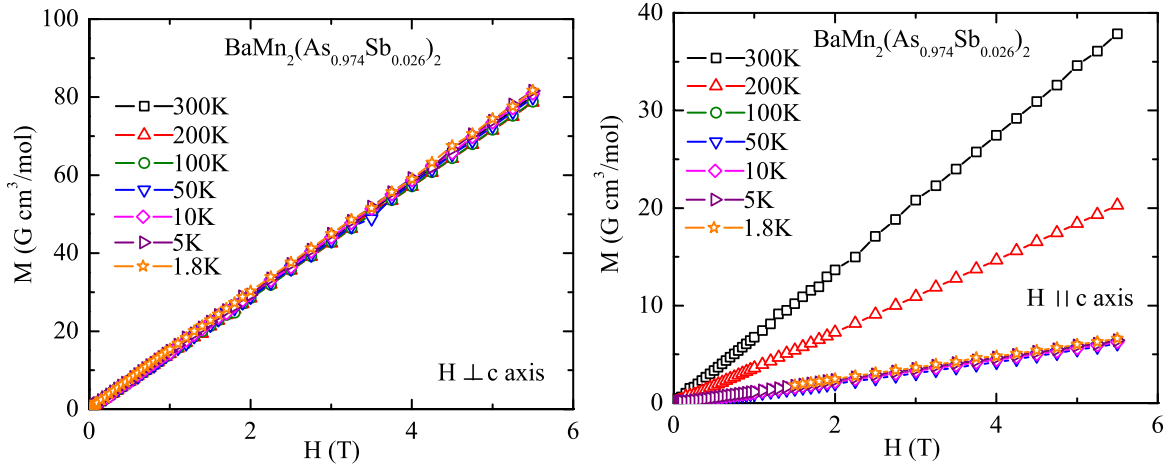 100
80
60
40
20
0
M (G cm³/mol)
BaMn₂(As₀.₉₇₄Sb₀.₀₂₆)₂
300K
200K
100K
50K
10K
5K
1.8K
H ⊥ c axis
0 2 4 6
H (T)
40
30
20
10
0
M (G cm³/mol)
BaMn₂(As₀.₉₇₄Sb₀.₀₂₆)₂
300K
200K
100K
50K
10K
5K
1.8K
H || c axis
0 2 4 6
H (T)